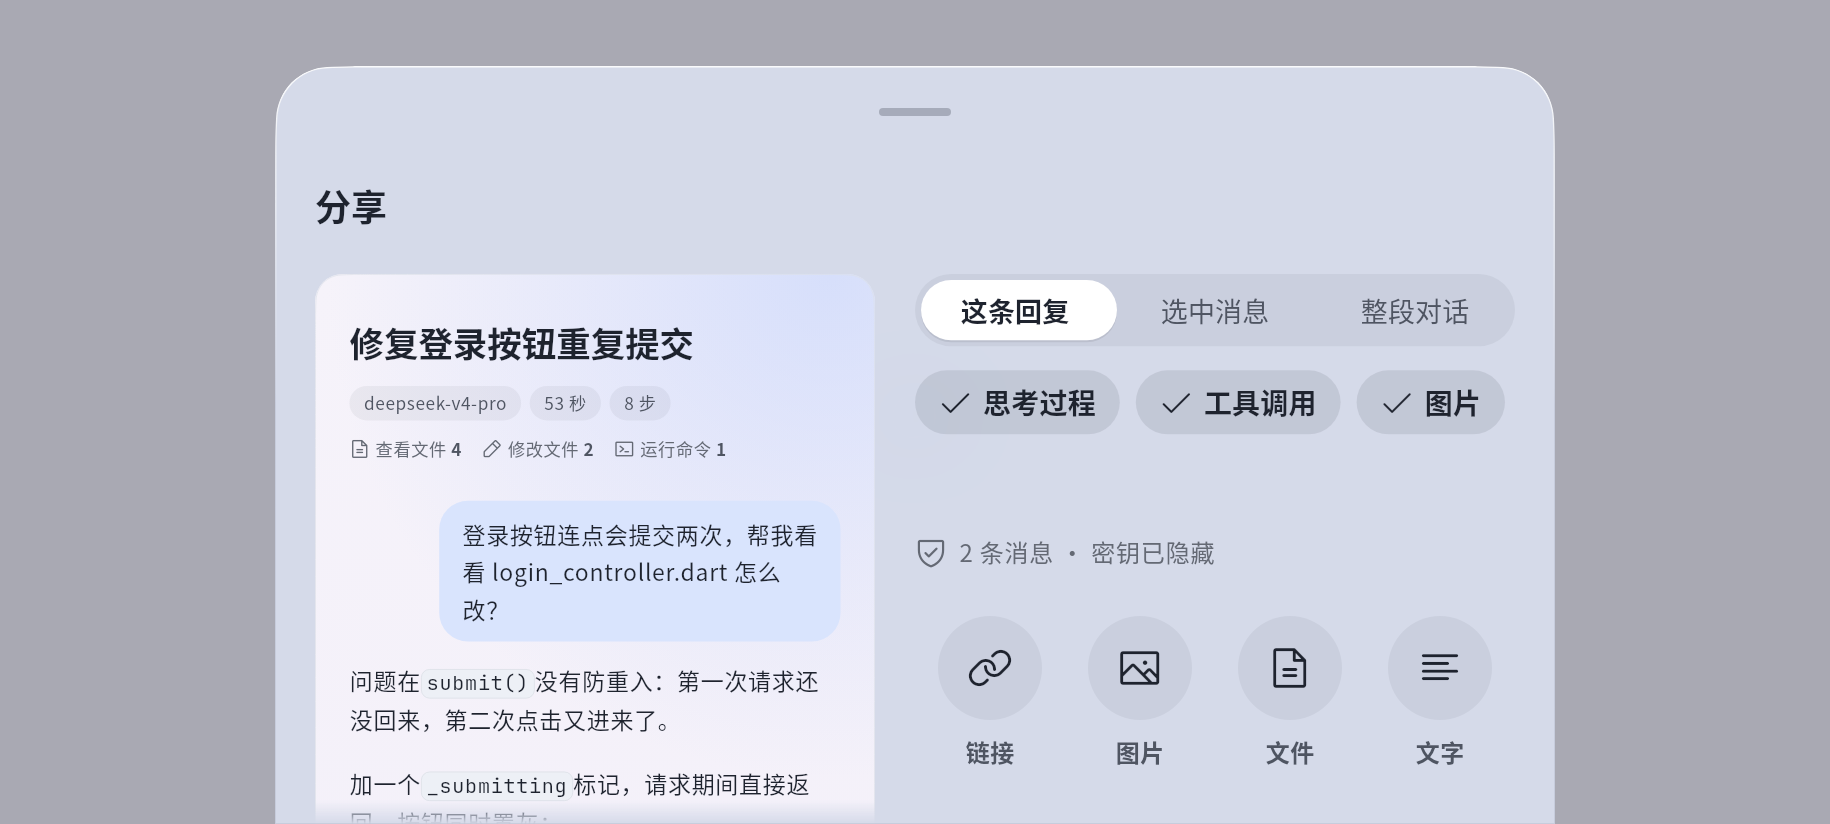 分享
修复登录按钮重复提交
deepseek-v4-pro 53 秒 8 步
查看文件 4 修改文件 2 运行命令 1
登录按钮连点会提交两次，帮我看
看 login_controller.dart 怎么
改？
问题在 submit() 没有防重入：第一次请求还
没回来，第二次点击又进来了。
加一个 _submitting 标记，请求期间直接返
这条回复 选中消息 整段对话
思考过程 工具调用 图片
2 条消息 · 密钥已隐藏
链接 图片 文件 文字